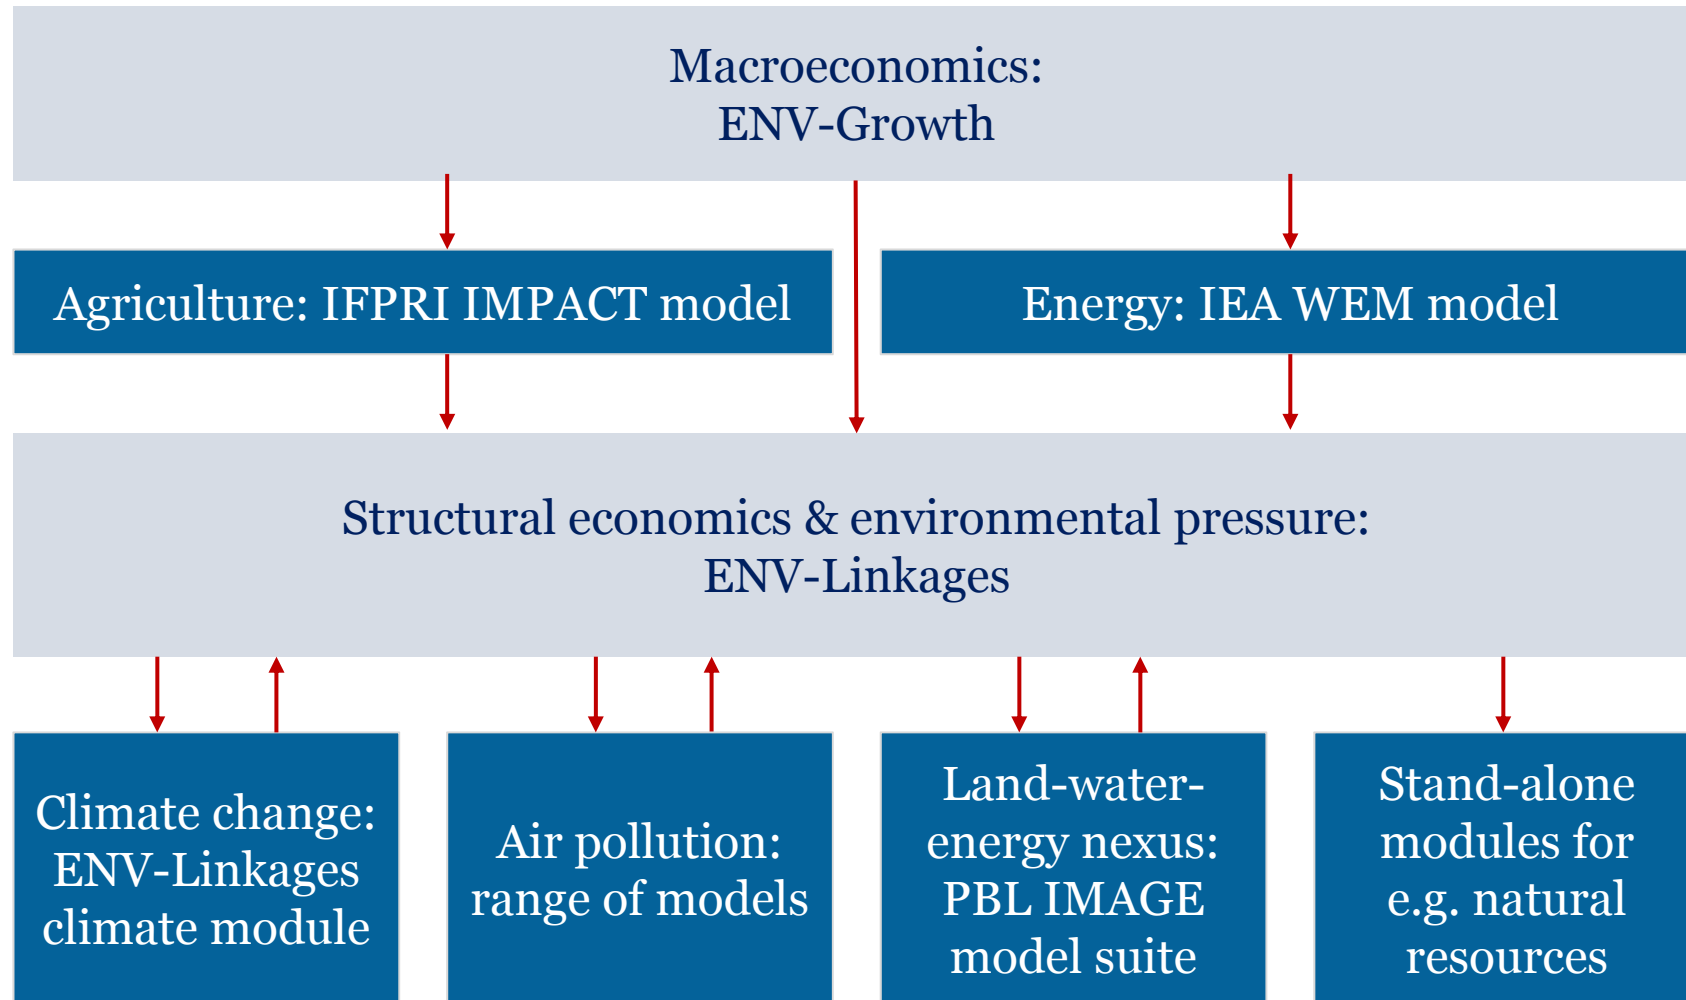 Macroeconomics:
ENV-Growth
Agriculture: IFPRI IMPACT model
Energy: IEA WEM model
Structural economics & environmental pressure:
ENV-Linkages
Climate change:
ENV-Linkages
climate module
Air pollution:
range of models
Land-water-
energy nexus:
PBL IMAGE
model suite
Stand-alone
modules for
e.g. natural
resources